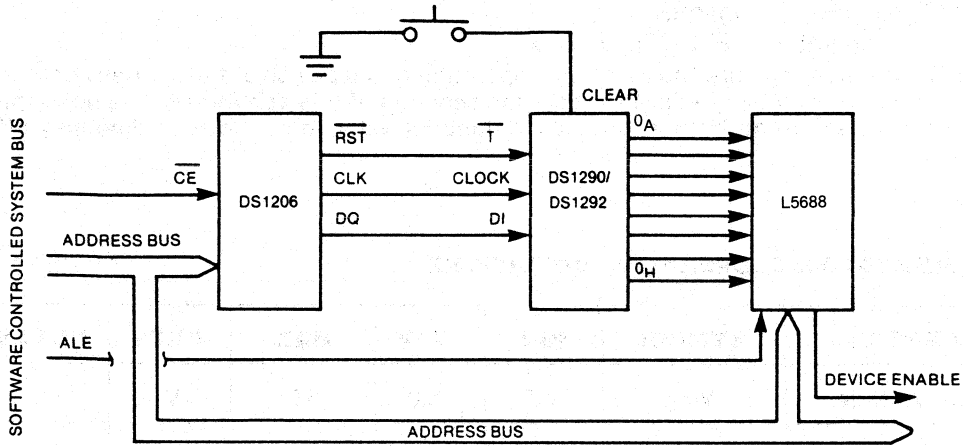 SOFTWARE CONTROLLED SYSTEM BUS
CLEAR
CE
ADDRESS BUS
ALE
DS1206
RST
CLK
DQ
T
CLOCK
DI
DS1290/
DS1292
0A
0H
L5688
DEVICE ENABLE
ADDRESS BUS